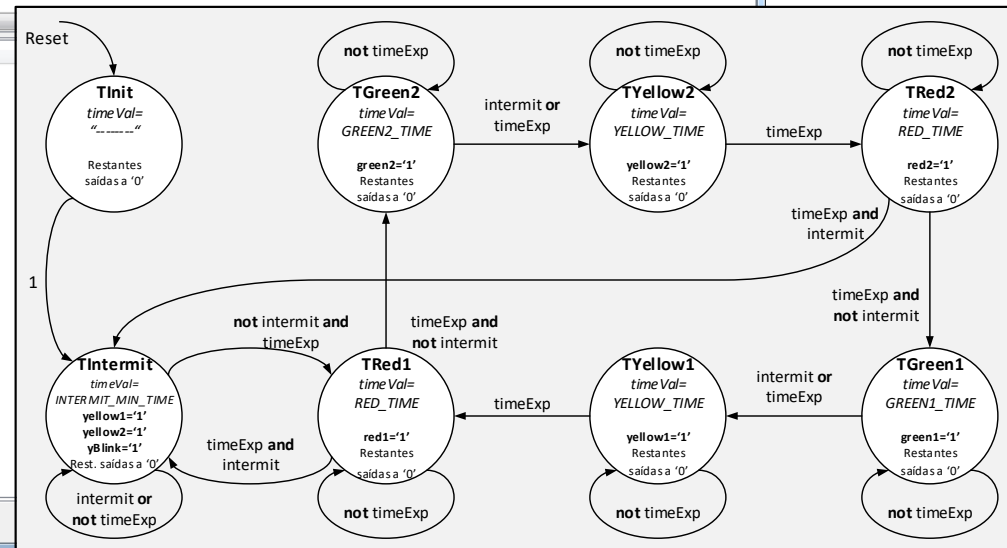 Reset
not timeExp
not timeExp
not timeExp
TInit
timeVal=
"-------"
Restantes
saídas a '0'
TGreen2
timeVal=
GREEN2_TIME
green2='1'
Restantes
saídas a '0'
intermit or
timeExp
TYellow2
timeVal=
YELLOW_TIME
yellow2='1'
Restantes
saídas a '0'
timeExp
TRed2
timeVal=
RED_TIME
red2='1'
Restantes
saídas a '0'
timeExp and
intermit
1
not intermit and
timeExp
timeExp and
not intermit
timeExp and
not intermit
TIntermit
timeVal=
INTERMIT_MIN_TIME
yellow1='1'
yellow2='1'
yBlink='1'
Rest. saídas a '0'
timeExp and
intermit
TRed1
timeVal=
RED_TIME
red1='1'
Restantes
saídas a '0'
timeExp
TYellow1
timeVal=
YELLOW_TIME
yellow1='1'
Restantes
saídas a '0'
intermit or
timeExp
TGreen1
timeVal=
GREEN1_TIME
green1='1'
Restantes
saídas a '0'
intermit or
not timeExp
not timeExp
not timeExp
not timeExp